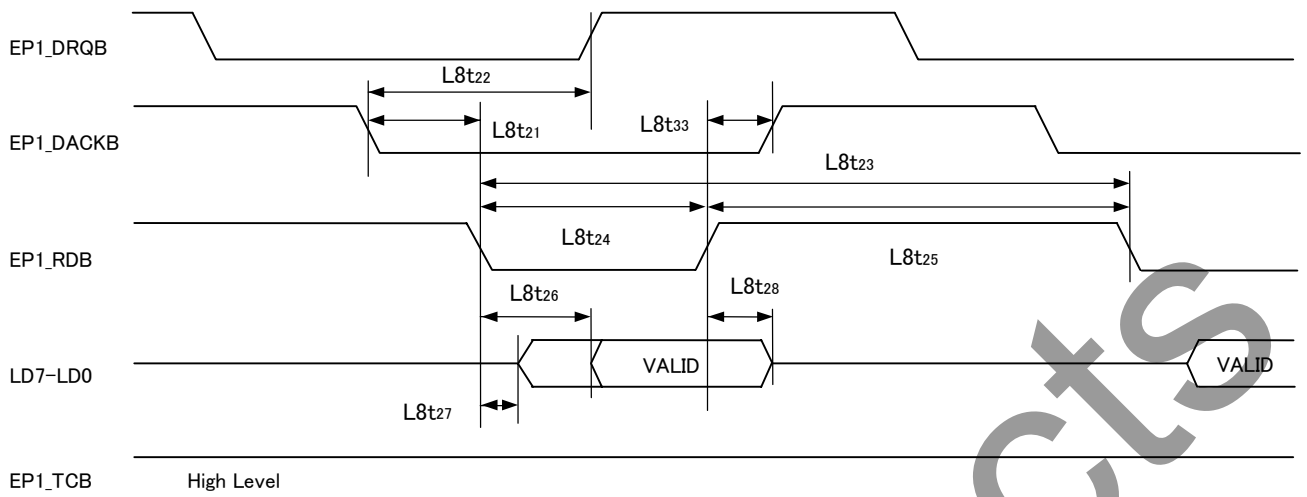 EP1_DRQB
L8t22
EP1_DACKB
L8t21
L8t33
L8t23
EP1_RDB
L8t24
L8t25
L8t26
L8t28
LD7-LD0
VALID
VALID
L8t27
EP1_TCB
High Level
cts